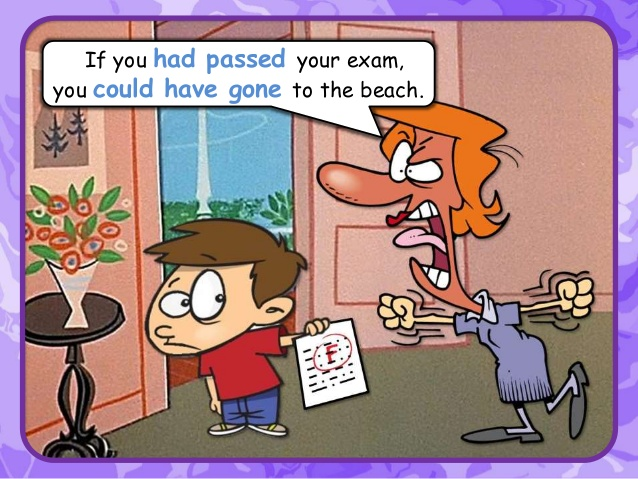 If you had passed your exam,
you could have gone to the beach.
F